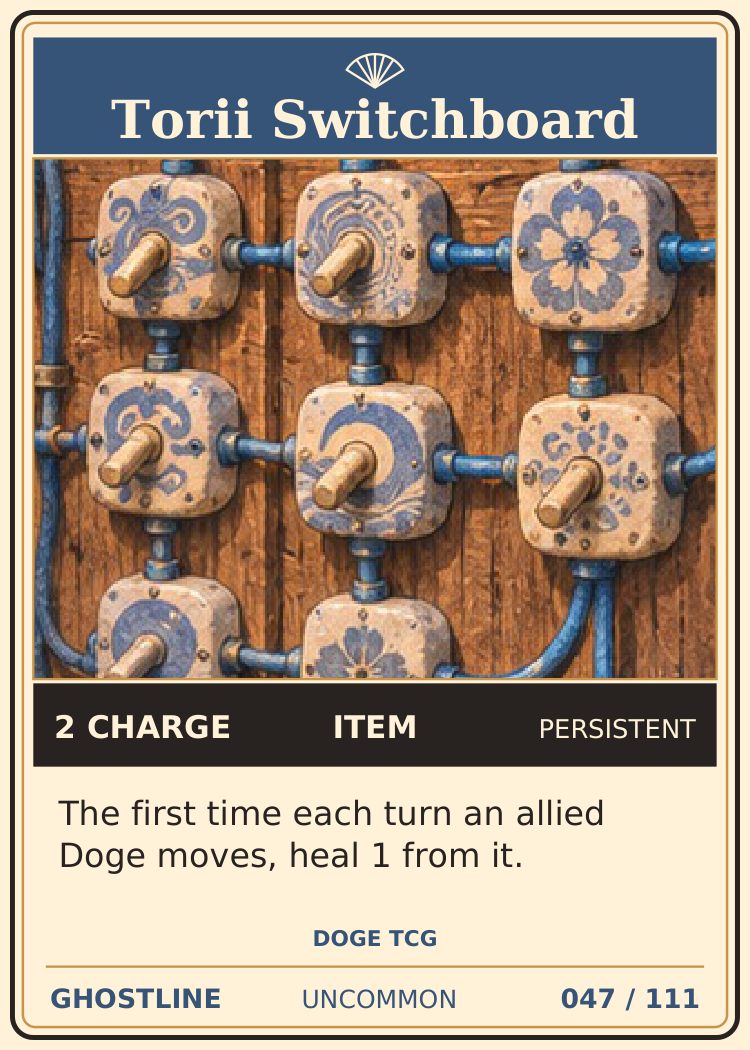 Torii Switchboard
2 CHARGE ITEM PERSISTENT
The first time each turn an allied
Doge moves, heal 1 from it.
DOGE TCG
GHOSTLINE UNCOMMON 047 / 111